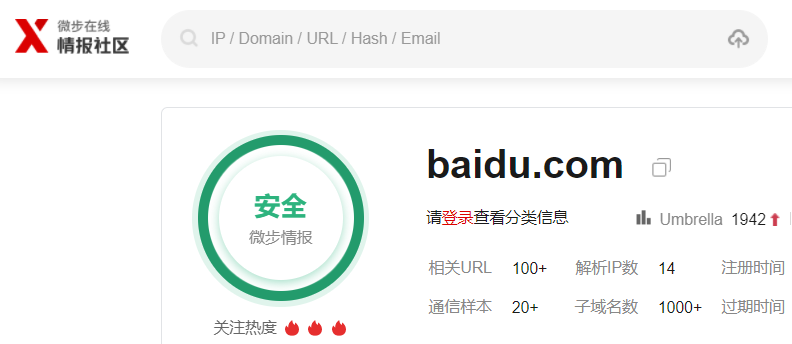 微步在线
情报社区
IP / Domain / URL / Hash / Email
baidu.com
安全
微步情报
请登录查看分类信息 Umbrella 1942
相关URL 100+ 解析IP数 14 注册时间
通信样本 20+ 子域名数 1000+ 过期时间
关注热度